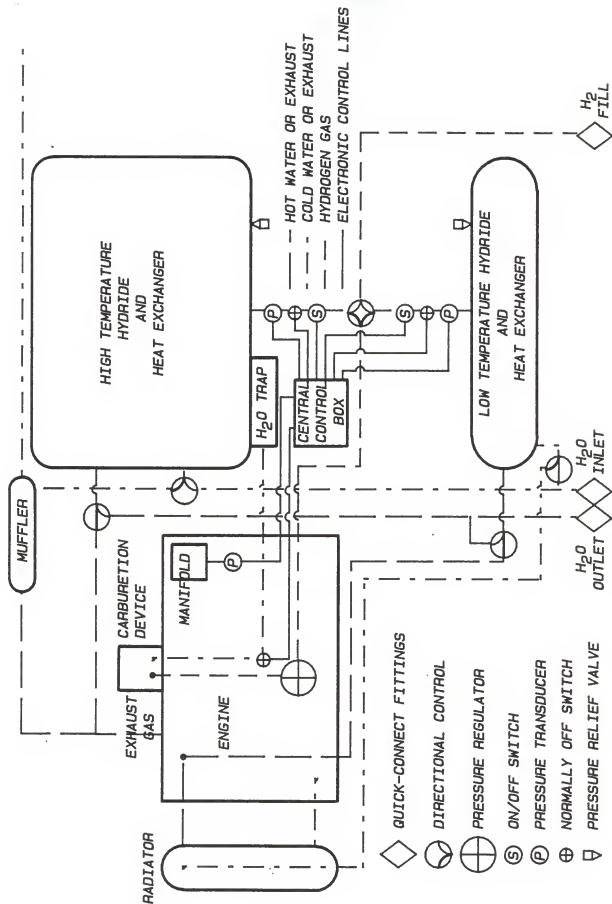 MUFFLER
HIGH TEMPERATURE
HYDRIDE
AND
HEAT EXCHANGER
CARBURETION
DEVICE
EXHAUST
GAS
MANIFOLD
P
ENGINE
RADIATOR
H2O TRAP
CENTRAL
CONTROL
BOX
P
S
S
P
HOT WATER OR EXHAUST
COLD WATER OR EXHAUST
HYDROGEN GAS
ELECTRONIC CONTROL LINES
LOW TEMPERATURE HYDRIDE
AND
HEAT EXCHANGER
H2O
OUTLET
H2O
INLET
H2
FILL
QUICK-CONNECT FITTINGS
DIRECTIONAL CONTROL
PRESSURE REGULATOR
S ON/OFF SWITCH
P PRESSURE TRANSDUCER
NORMALLY OFF SWITCH
PRESSURE RELIEF VALVE